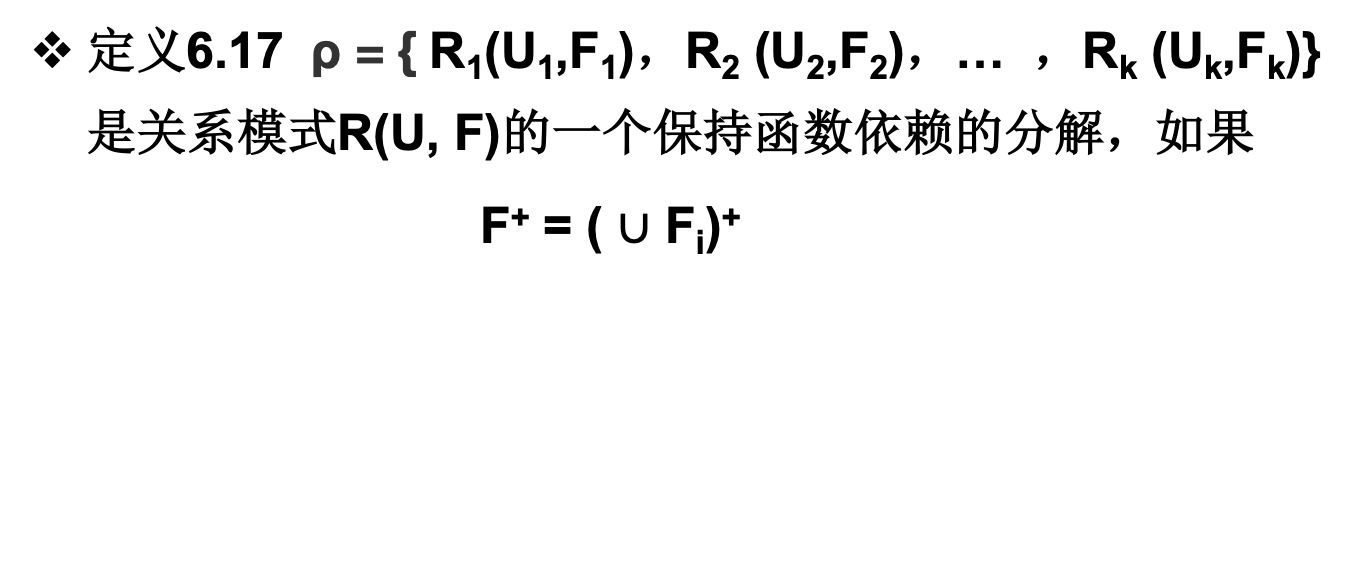 ❖ 定义6.17 ρ = { R₁(U₁,F₁)，R₂ (U₂,F₂)，… ，Rₖ (Uₖ,Fₖ)}
是关系模式R(U, F)的一个保持函数依赖的分解，如果
F⁺ = ( ∪ Fᵢ)⁺